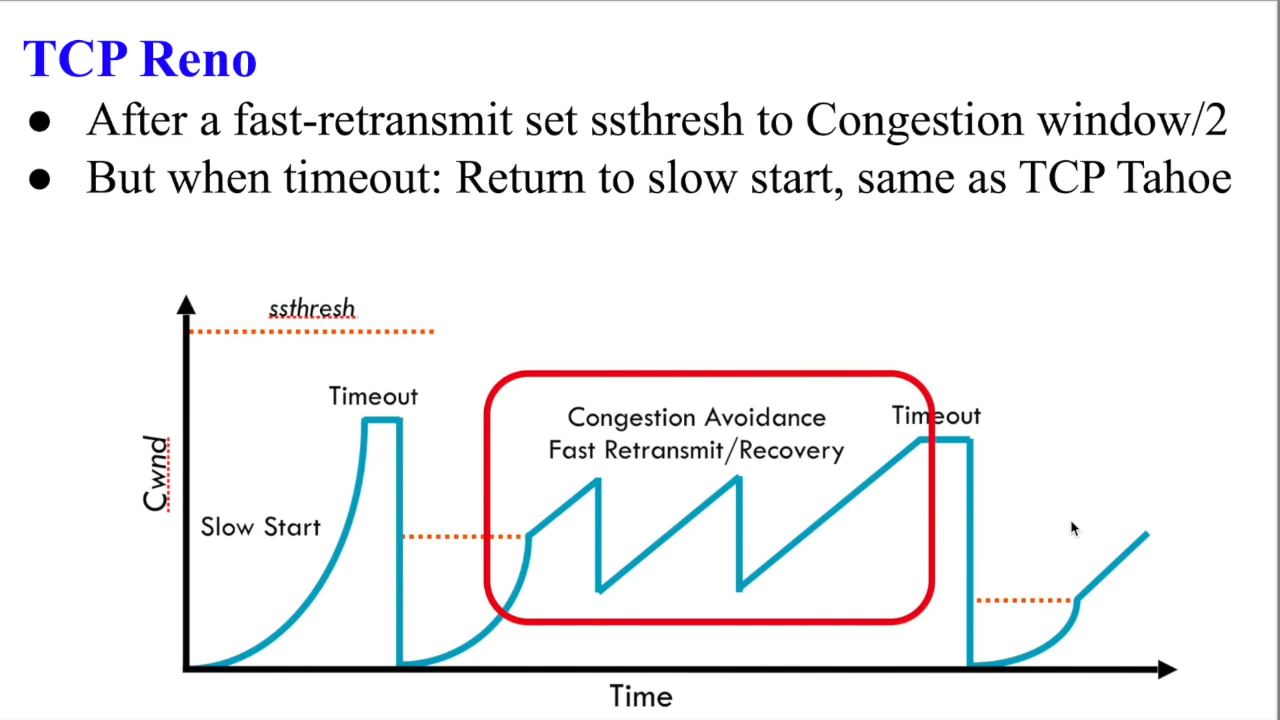 TCP Reno
● After a fast-retransmit set ssthresh to Congestion window/2
● But when timeout: Return to slow start, same as TCP Tahoe
ssthresh
Timeout
Congestion Avoidance
Timeout
Fast Retransmit/Recovery
Cwnd
Slow Start
Time